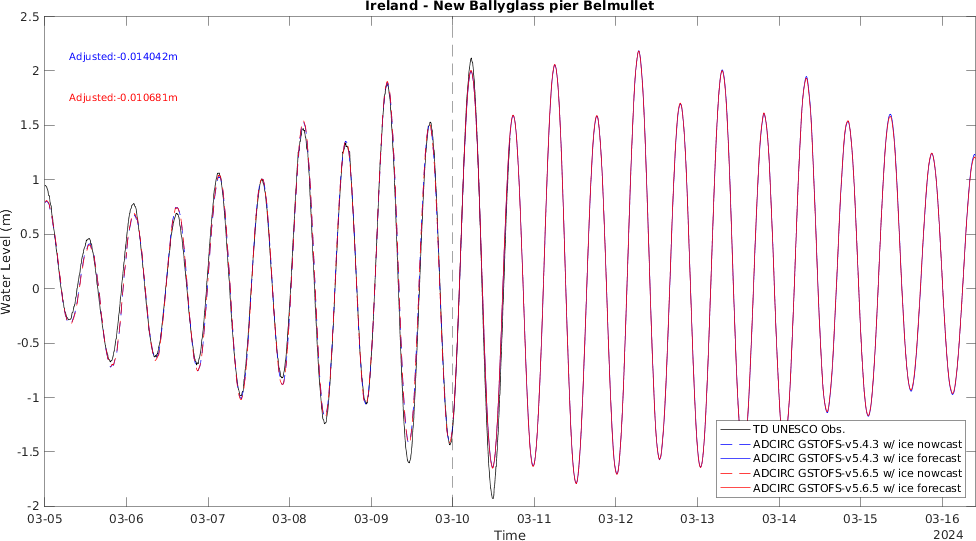 Ireland - New Ballyglass pier Belmullet
2.5
2
1.5
1
0.5
0
-0.5
-1
-1.5
-2
Water Level (m)
Adjusted:-0.014042m
Adjusted:-0.010681m
TD UNESCO Obs.
ADCIRC GSTOFS-v5.4.3 w/ ice nowcast
ADCIRC GSTOFS-v5.4.3 w/ ice forecast
ADCIRC GSTOFS-v5.6.5 w/ ice nowcast
ADCIRC GSTOFS-v5.6.5 w/ ice forecast
03-05 03-06 03-07 03-08 03-09 03-10 03-11 03-12 03-13 03-14 03-15 03-16
Time
2024